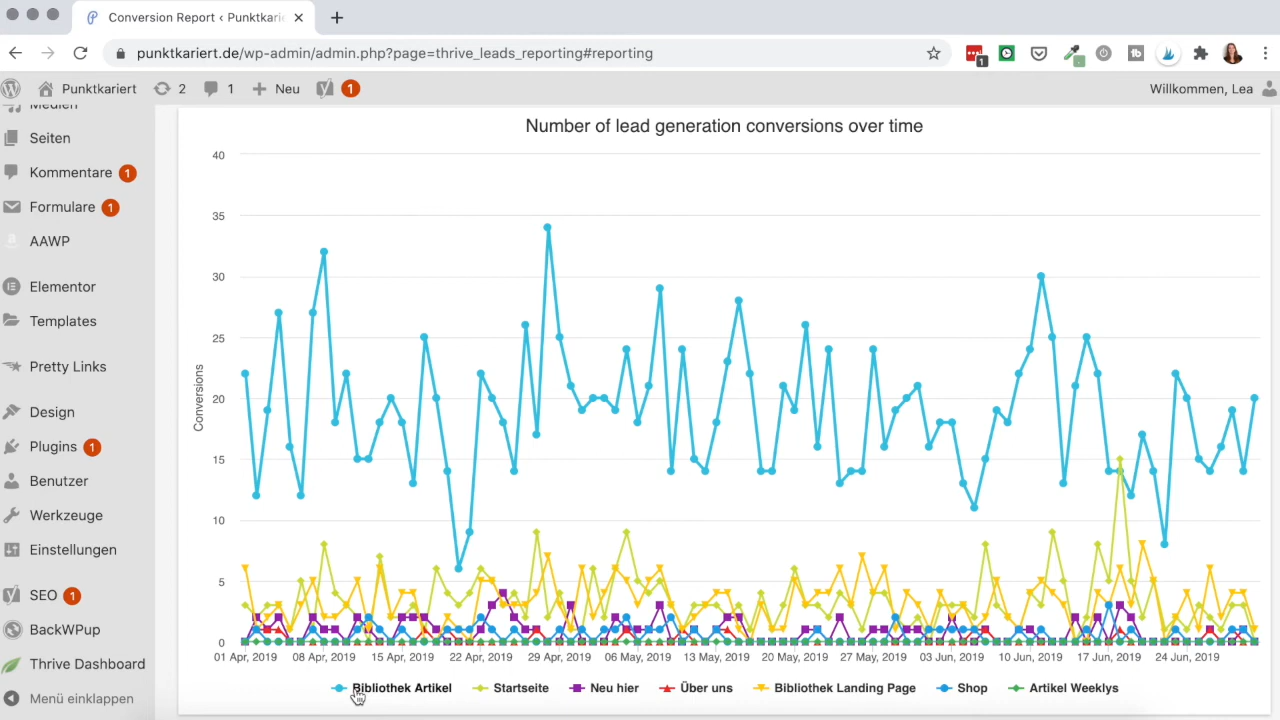 Conversion Report ‹ Punktkari
punktkariert.de/wp-admin/admin.php?page=thrive_leads_reporting#reporting
1
Punktkariert 2 1 Neu 1 Willkommen, Lea
Medien
Seiten
Kommentare 1
Formulare 1
AAWP
Elementor
Templates
Pretty Links
Design
Plugins 1
Benutzer
Werkzeuge
Einstellungen
SEO 1
BackWPup
Thrive Dashboard
Menü einklappen
Number of lead generation conversions over time
Conversions
40
35
30
25
20
15
10
5
0
01 Apr, 2019 08 Apr, 2019 15 Apr, 2019 22 Apr, 2019 29 Apr, 2019 06 May, 2019 13 May, 2019 20 May, 2019 27 May, 2019 03 Jun, 2019 10 Jun, 2019 17 Jun, 2019 24 Jun, 2019
Bibliothek Artikel Startseite Neu hier Über uns Bibliothek Landing Page Shop Artikel Weeklys